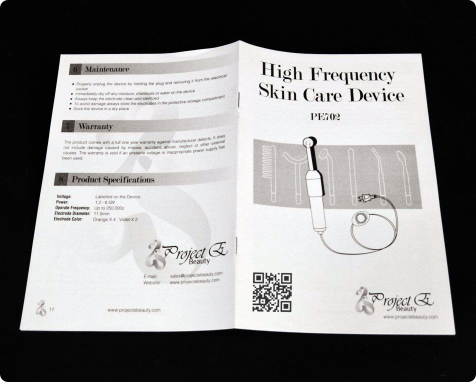 6. Maintenance
Properly unplug the device by holding the plug and removing it from the electrical
socket
Immediately dry off any moisture, chemicals or water on the device
Always keep the electrode clean and sterilized
To avoid damage always store the electrodes in the protective storage compartment
Store the device in a dry place
7. Warranty
The product comes with a full one year warranty against manufacturer defects. It does
not include damage caused by misuse, accident, abuse, neglect or other external
causes. The warranty is void if an unstable voltage or inappropriate power supply has
been used.
8. Product Specifications
Voltage: Labelled on the Device
Power:
Operate Frequency: Up to
Electrode Diameter: 11.5mm
Electrode Color: Orange X 4 Violet X
Project E
Beauty
E-mail: sales@projectebeauty.com
Website: www.projectebeauty.com
17
www.projectebeauty.com
High Frequency
Skin Care Device
PE702
Project E
Beauty
www.projectebeauty.com